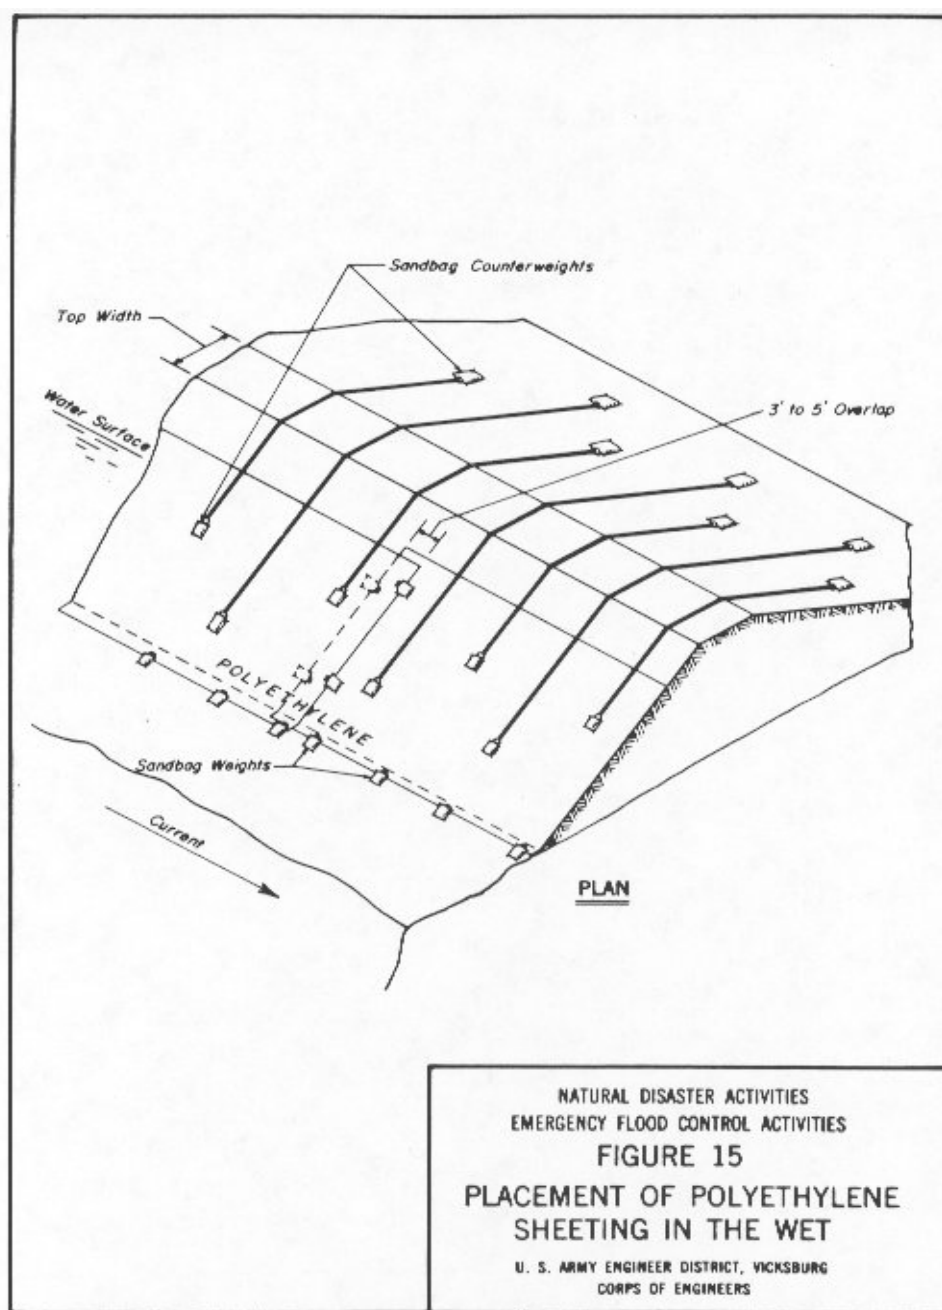 Sandbag Counterweights
Top Width
Water Surface
3' to 5' Overlap
POLYETHYLENE
Sandbag Weights
Current
PLAN
NATURAL DISASTER ACTIVITIES
EMERGENCY FLOOD CONTROL ACTIVITIES
FIGURE 15
PLACEMENT OF POLYETHYLENE
SHEETING IN THE WET
U. S. ARMY ENGINEER DISTRICT, VICKSBURG
CORPS OF ENGINEERS